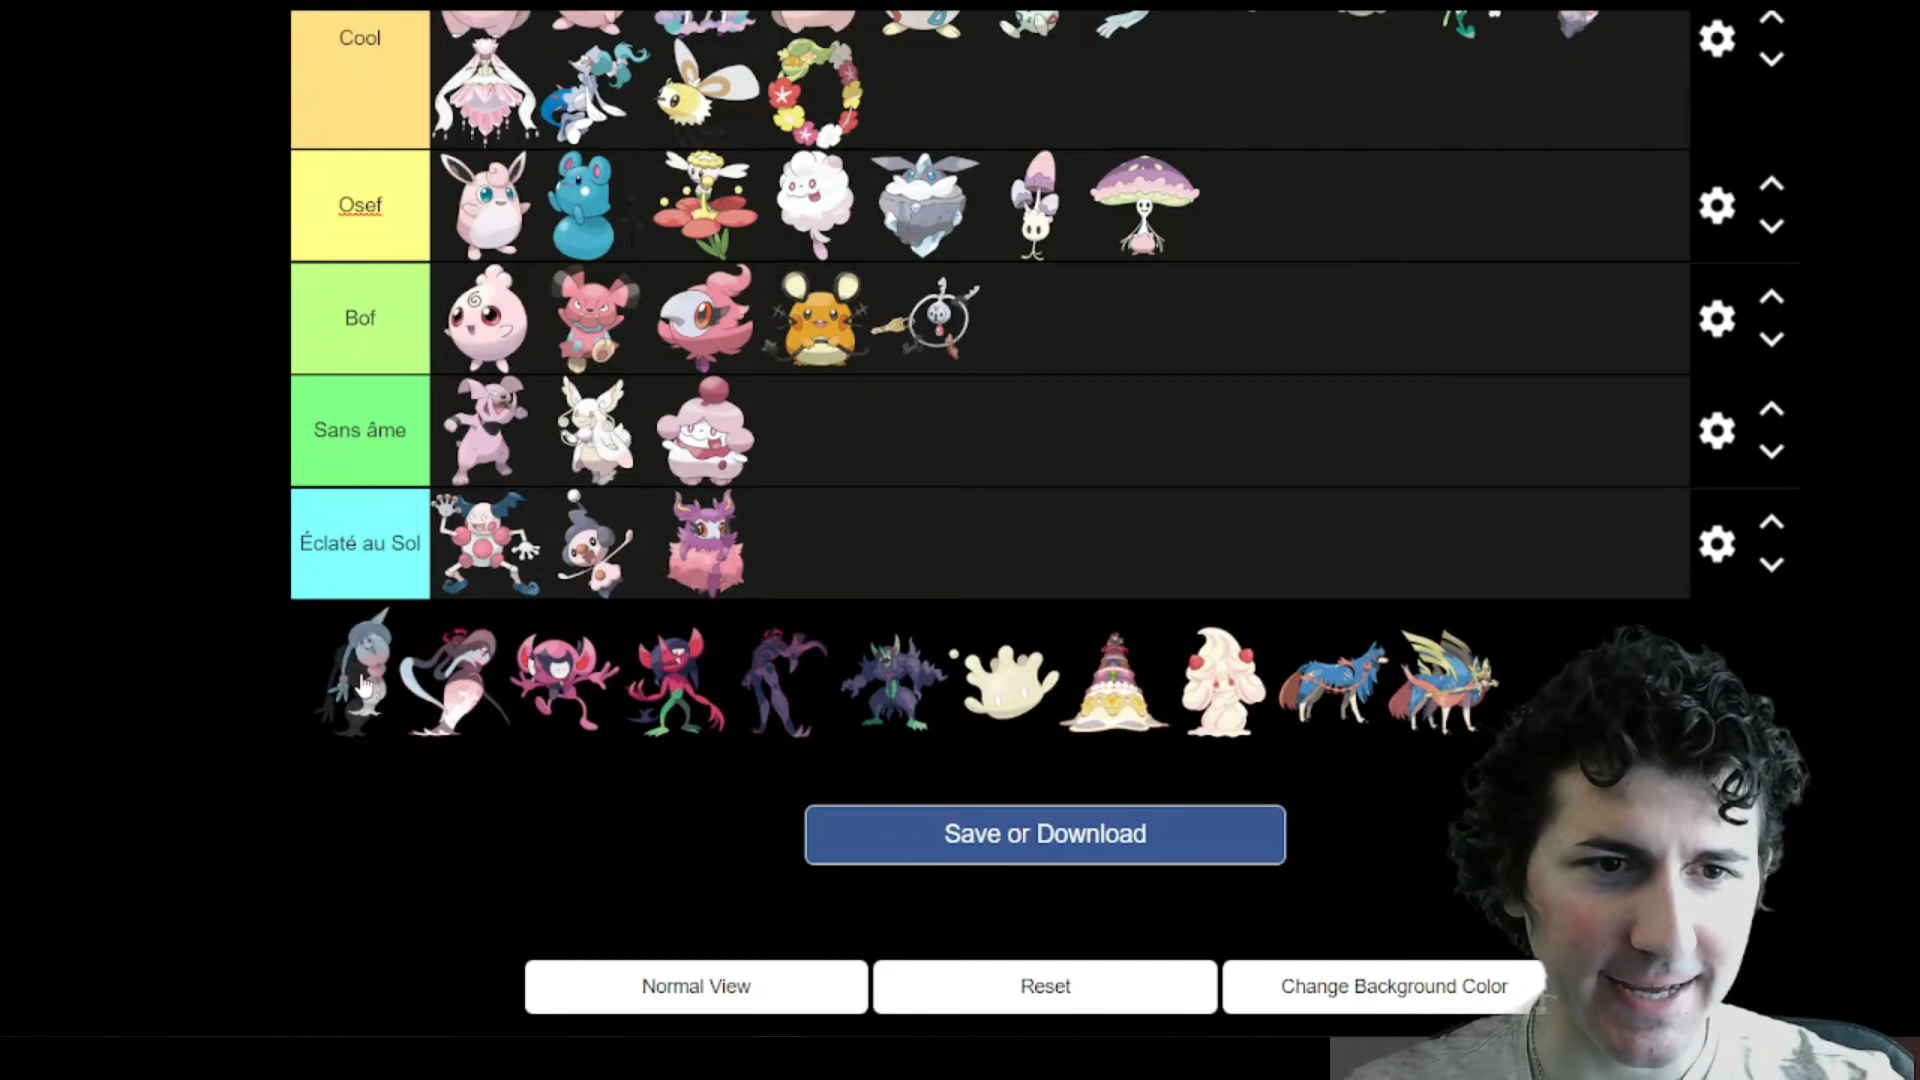 Cool
Osef
Bof
Sans âme
Éclaté au Sol
Save or Download
Normal View
Reset
Change Background Color